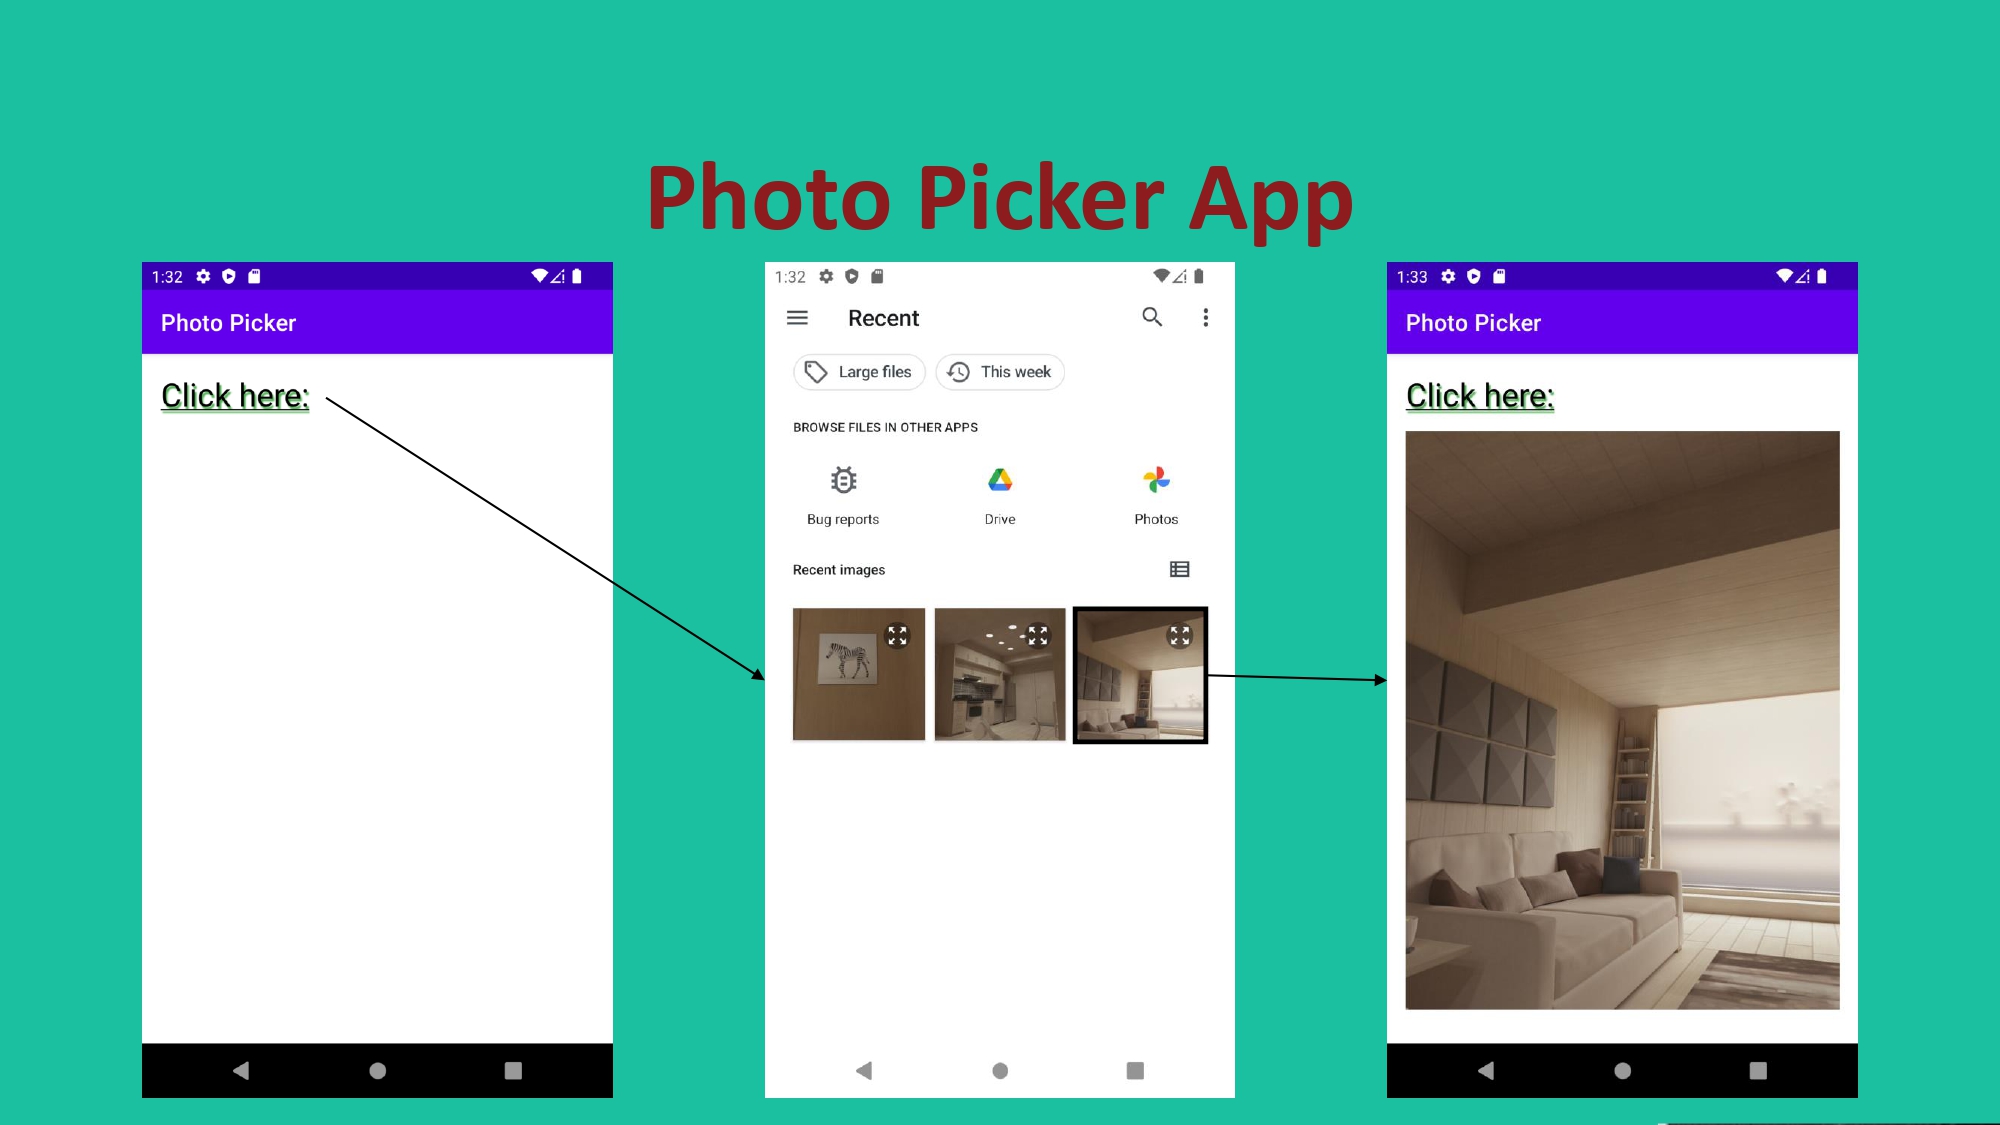 Photo Picker App
1:32
Photo Picker
Click here:
1:32
Recent
Large files
This week
BROWSE FILES IN OTHER APPS
Bug reports
Drive
Photos
Recent images
1:33
Photo Picker
Click here: